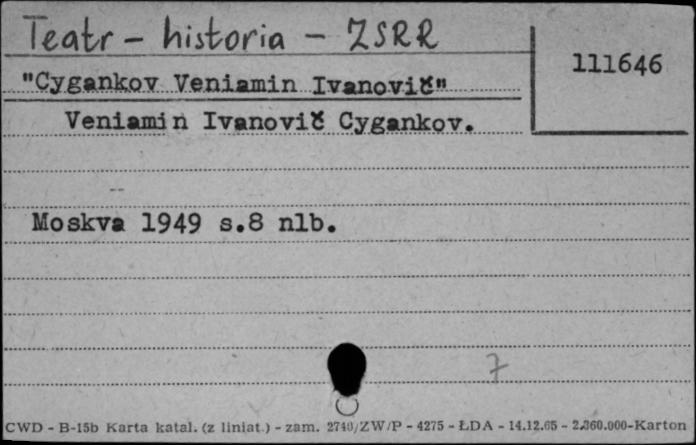 Teatr - historia - ZSRR
111646
"Cygankov Veniamin Ivanovič"
Veniamin Ivanovič Cygankov.
Moskva 1949 s.8 nlb.
7
CWD - B-15b Karta katal. (z liniat.) - zam. 2740/ZW/P - 4275 - ŁDA - 14.12.65 - 2.360.000-Karton